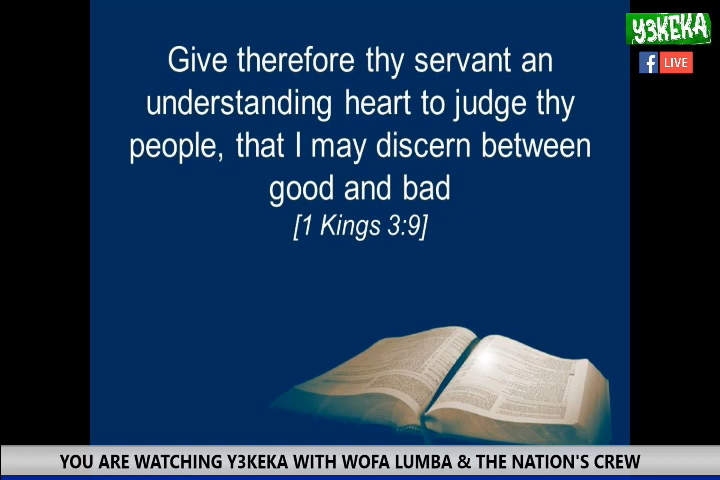 Y3KEKA
f LIVE
Give therefore thy servant an
understanding heart to judge thy
people, that I may discern between
good and bad
[1 Kings 3:9]
YOU ARE WATCHING Y3KEKA WITH WOFA LUMBA & THE NATION'S CREW